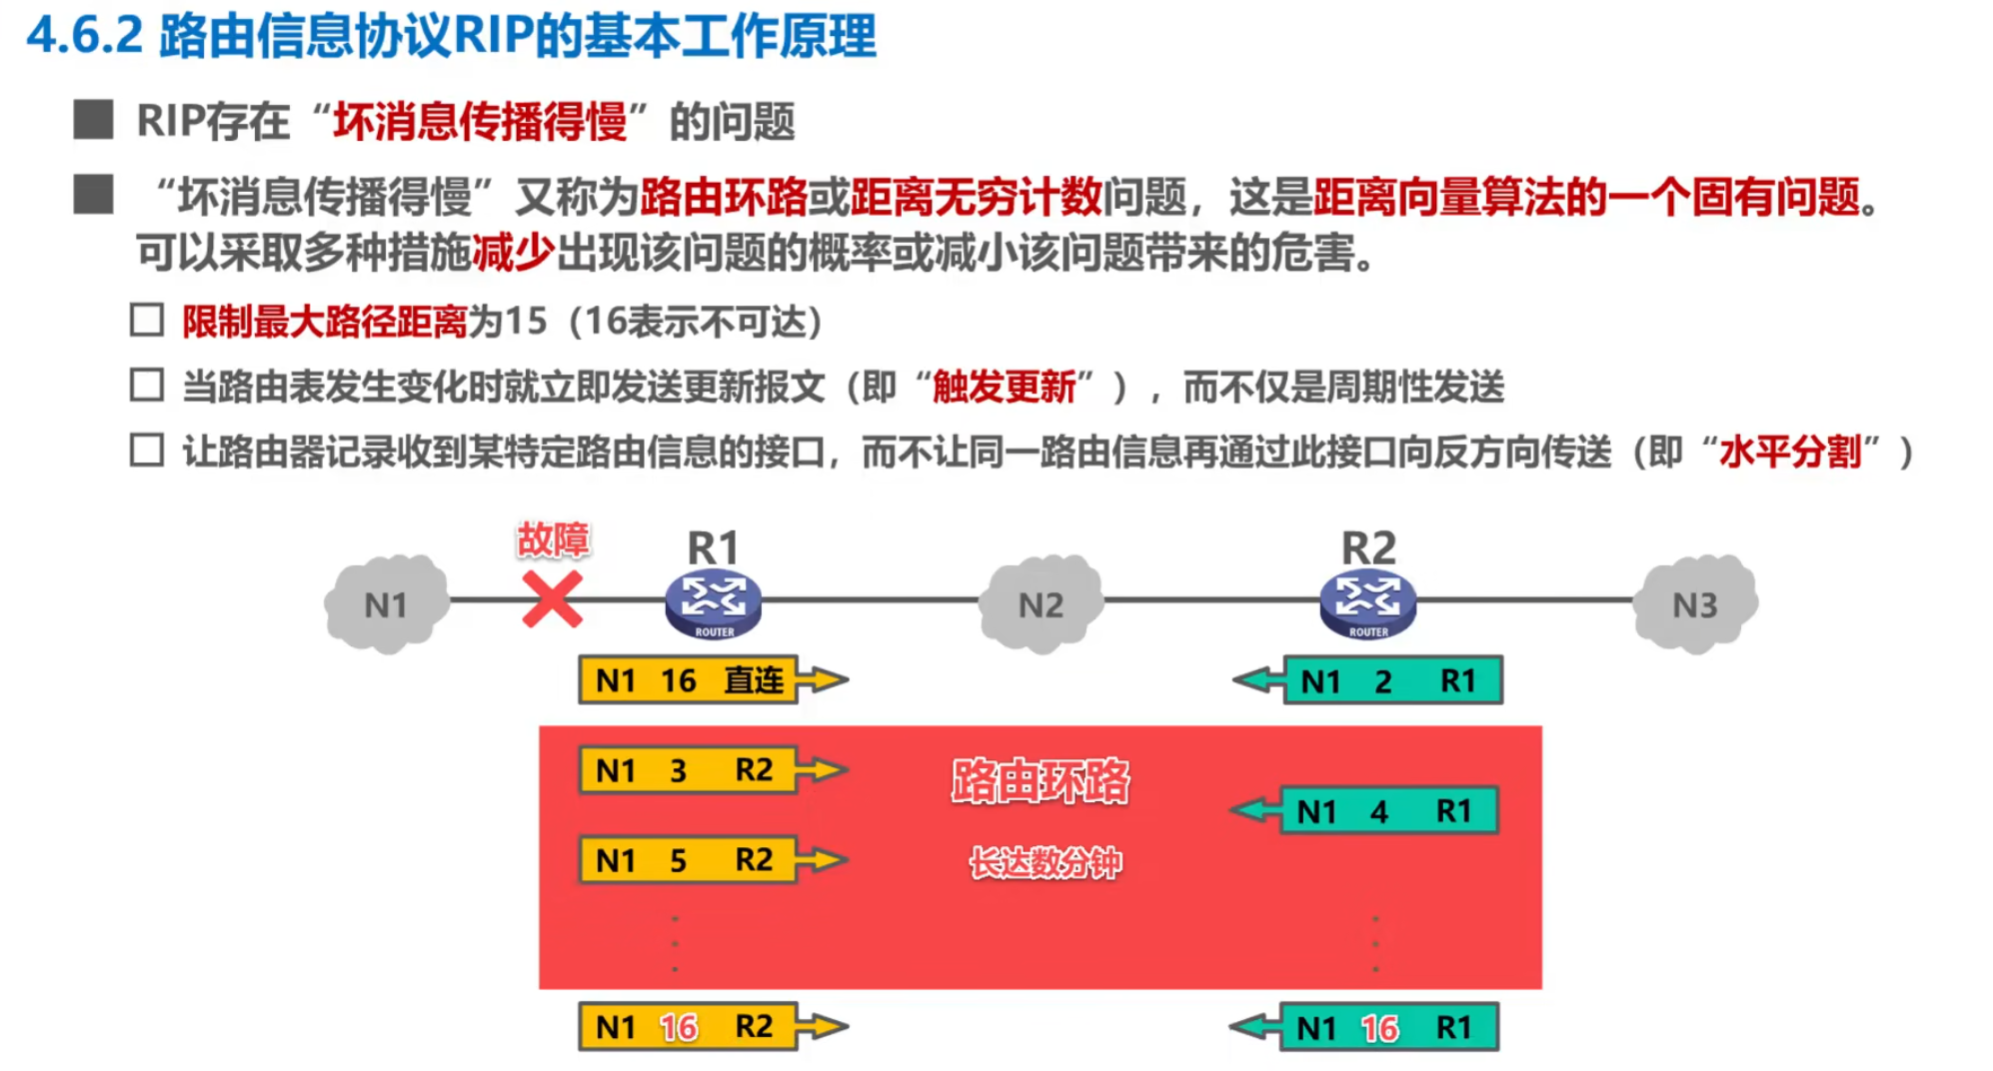 4.6.2 路由信息协议RIP的基本工作原理
RIP存在“坏消息传播得慢”的问题
“坏消息传播得慢”又称为路由环路或距离无穷计数问题，这是距离向量算法的一个固有问题。
可以采取多种措施减少出现该问题的概率或减小该问题带来的危害。
限制最大路径距离为15（16表示不可达）
当路由表发生变化时就立即发送更新报文（即“触发更新”），而不仅是周期性发送
让路由器记录收到某特定路由信息的接口，而不让同一路由信息再通过此接口向反方向传送（即“水平分割”）
故障
R1
R2
N1
ROUTER
N2
ROUTER
N3
N1 16 直连
N1 2 R1
N1 3 R2
路由环路
N1 4 R1
N1 5 R2
长达数分钟
N1 16 R2
N1 16 R1